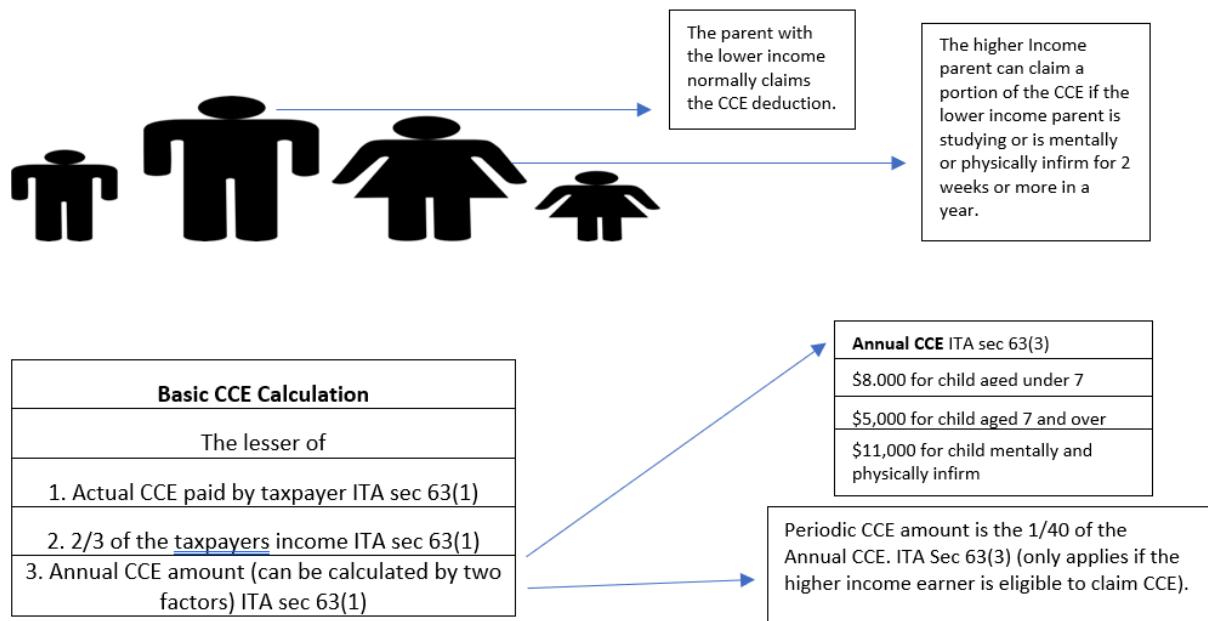 The parent with
the lower income
normally claims
the CCE deduction.
The higher Income
parent can claim a
portion of the CCE if the
lower income parent is
studying or is mentally
or physically infirm for 2
weeks or more in a
year.
Basic CCE Calculation
The lesser of
1. Actual CCE paid by taxpayer ITA sec 63(1)
2. 2/3 of the taxpayers income ITA sec 63(1)
3. Annual CCE amount (can be calculated by two
factors) ITA sec 63(1)
Annual CCE ITA sec 63(3)
$8.000 for child aged under 7
$5,000 for child aged 7 and over
$11,000 for child mentally and
physically infirm
Periodic CCE amount is the 1/40 of the
Annual CCE. ITA Sec 63(3) (only applies if the
higher income earner is eligible to claim CCE).